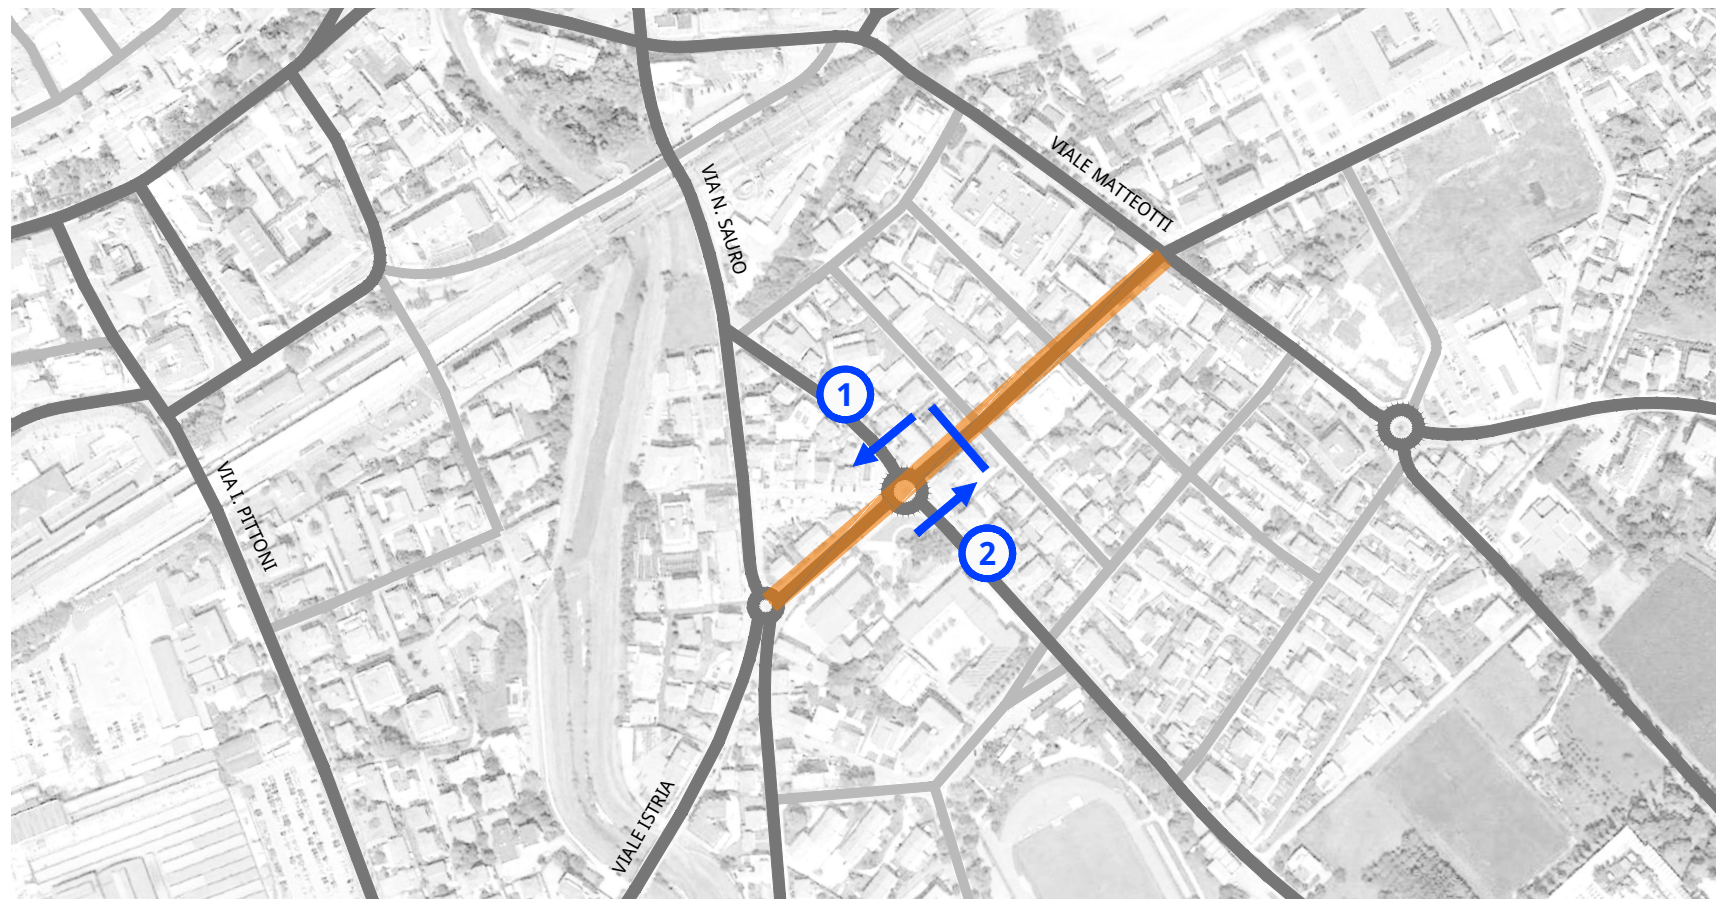 VIALE MATTEOTTI
VIA N. SAURO
1
VIA I. PITTONI
2
VIALE ISTRIA